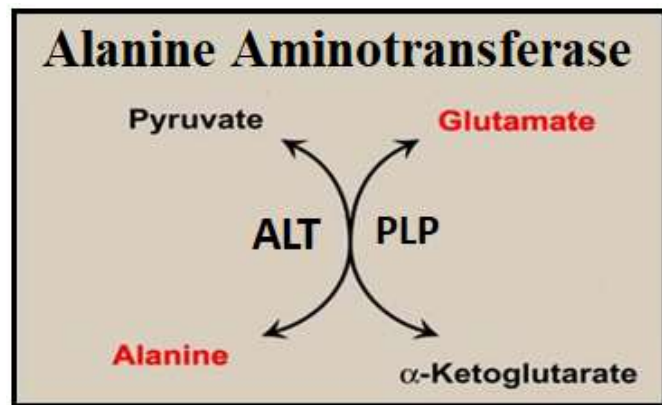 Alanine Aminotransferase
Pyruvate
Glutamate
ALT
PLP
Alanine
α-Ketoglutarate